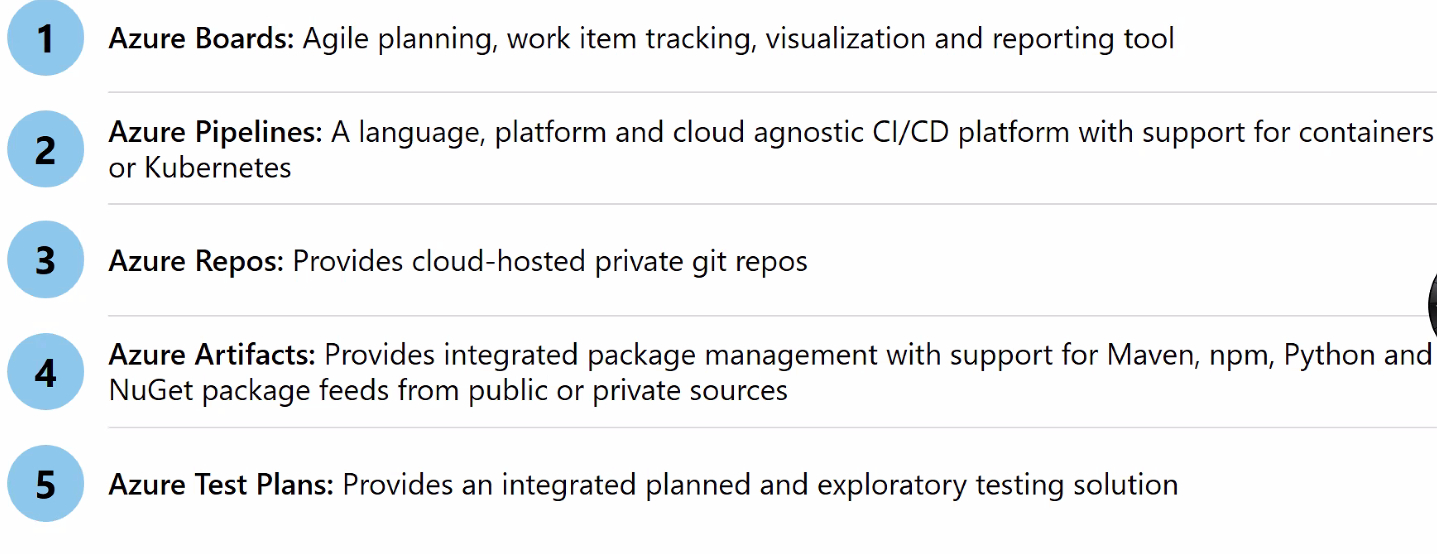 1
Azure Boards: Agile planning, work item tracking, visualization and reporting tool
2
Azure Pipelines: A language, platform and cloud agnostic CI/CD platform with support for containers
or Kubernetes
3
Azure Repos: Provides cloud-hosted private git repos
4
Azure Artifacts: Provides integrated package management with support for Maven, npm, Python and
NuGet package feeds from public or private sources
5
Azure Test Plans: Provides an integrated planned and exploratory testing solution